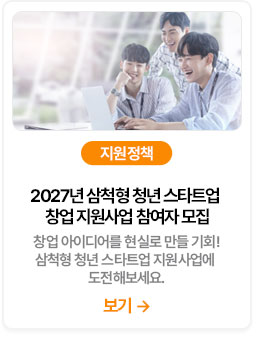 지원정책
2027년 삼척형 청년 스타트업
창업 지원사업 참여자 모집
창업 아이디어를 현실로 만들 기회!
삼척형 청년 스타트업 지원사업에
도전해보세요.
보기 →